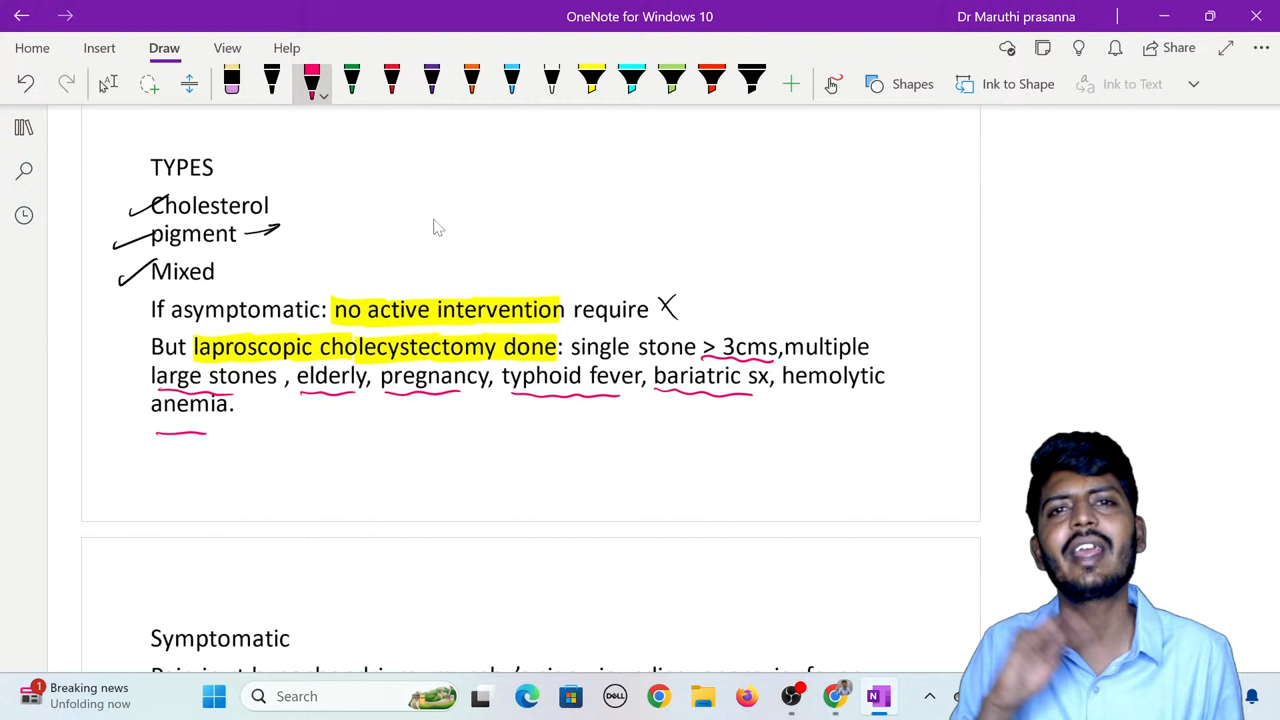 OneNote for Windows 10
Dr Maruthi prasanna
Home
Insert
Draw
View
Help
Share
Shapes
Ink to Shape
Ink to Text
TYPES
Cholesterol
pigment
Mixed
If asymptomatic: no active intervention require X
But laproscopic cholecystectomy done: single stone > 3cms,multiple
large stones , elderly, pregnancy, typhoid fever, bariatric sx, hemolytic
anemia.
Symptomatic
1
Breaking news
Unfolding now
Search
DELL
N